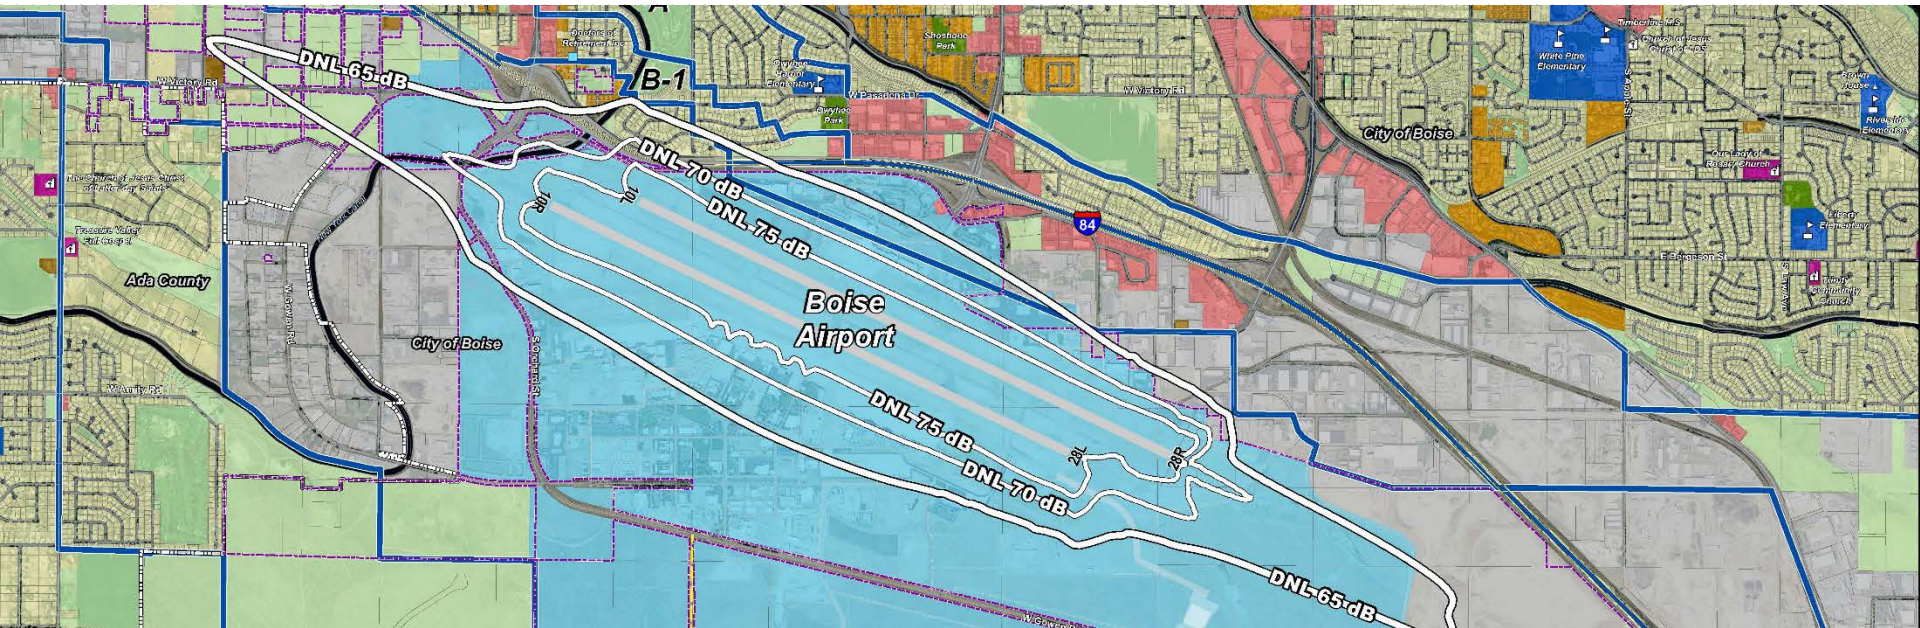 A
Timberline M.S.
Shoshone
Park
Church of Jesus
Christ of LDS
White Pine
Elementary
DNL 65 dB
Owyhee
Harbor
Elementary
B-1
W Victory Rd
W Pasadena Dr
W Victory Rd
Owyhee
Park
Riverside
Elementary
City of Boise
DNL 70 dB
Our Lady of
Rosary Church
The Church of Jesus Christ
of Latter-day Saints
10R
10L
DNL 75 dB
84
Liberty
Elementary
Treasure Valley
Full Gospel
E Bergeson St
Ada County
Trinity
Community
Church
Boise
Airport
W Gowen Rd
City of Boise
S Orchard St
W Amity Rd
DNL 75 dB
28L
28R
DNL 70 dB
DNL 65 dB